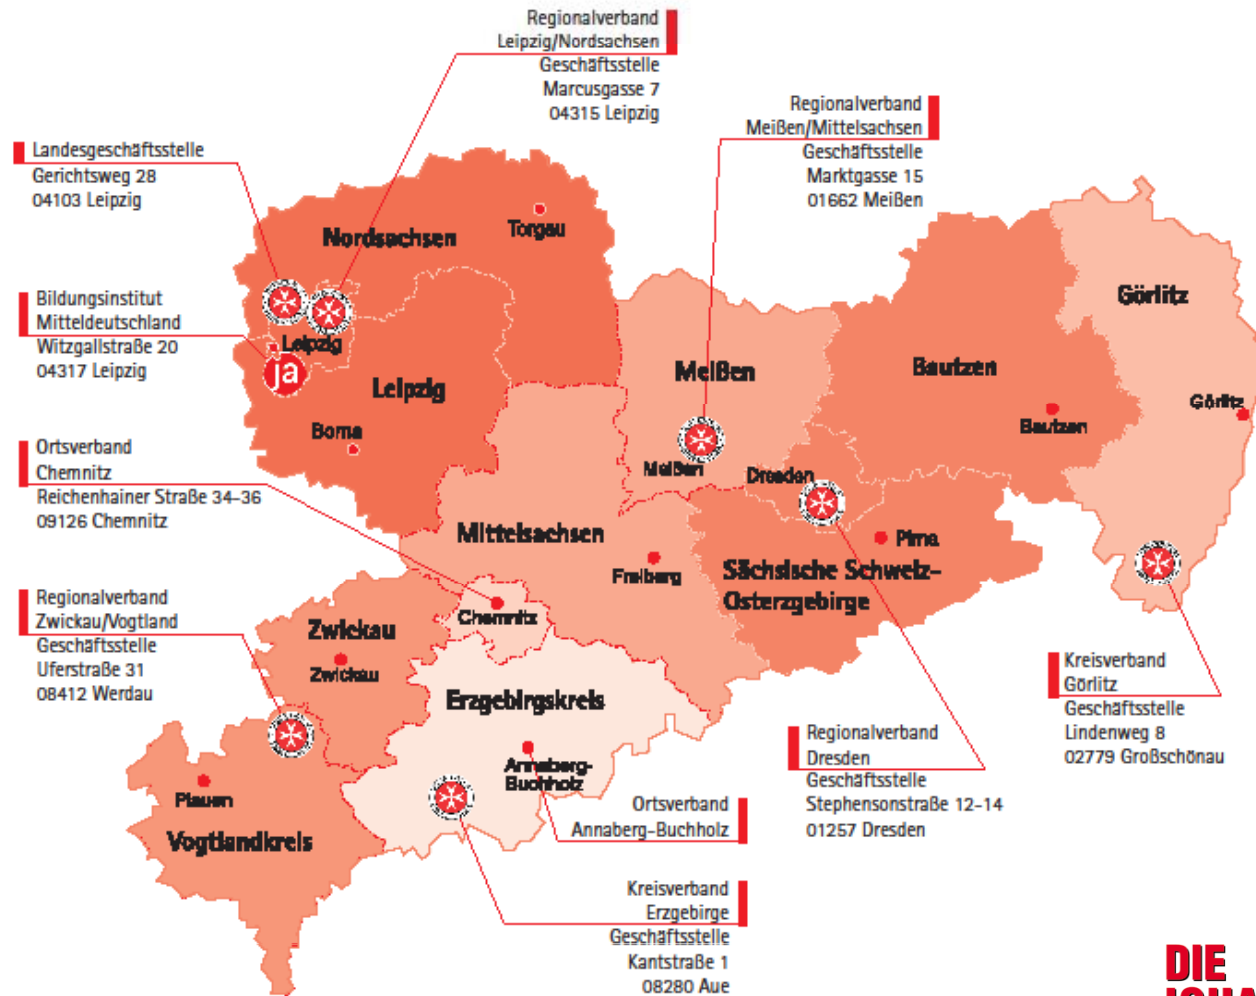 Regionalverband
Leipzig/Nordsachsen
Geschäftsstelle
Marcusgasse 7
04315 Leipzig
Regionalverband
Meißen/Mittelsachsen
Geschäftsstelle
Marktgasse 15
01662 Meißen
Landesgeschäftsstelle
Gerichtsweg 28
04103 Leipzig
Bildungsinstitut
Mitteldeutschland
Witzgallstraße 20
04317 Leipzig
Ortsverband
Chemnitz
Reichenhainer Straße 34–36
09126 Chemnitz
Regionalverband
Zwickau/Vogtland
Geschäftsstelle
Uferstraße 31
08412 Werdau
Nordsachsen
Torgau
Leipzig
ja
Leipzig
Borna
Meißen
Meißen
Dresden
Bautzen
Bautzen
Görlitz
Görlitz
Mittelsachsen
Freiberg
Sächsische Schweiz-
Osterzgebirge
Pirna
Chemnitz
Zwickau
Zwickau
Erzgebirgskreis
Annaberg-
Buchholz
Plauen
Vogtlandkreis
Kreisverband
Görlitz
Geschäftsstelle
Lindenweg 8
02779 Großschönau
Regionalverband
Dresden
Geschäftsstelle
Stephensonstraße 12–14
01257 Dresden
Ortsverband
Annaberg-Buchholz
Kreisverband
Erzgebirge
Geschäftsstelle
Kantstraße 1
08280 Aue
DIE